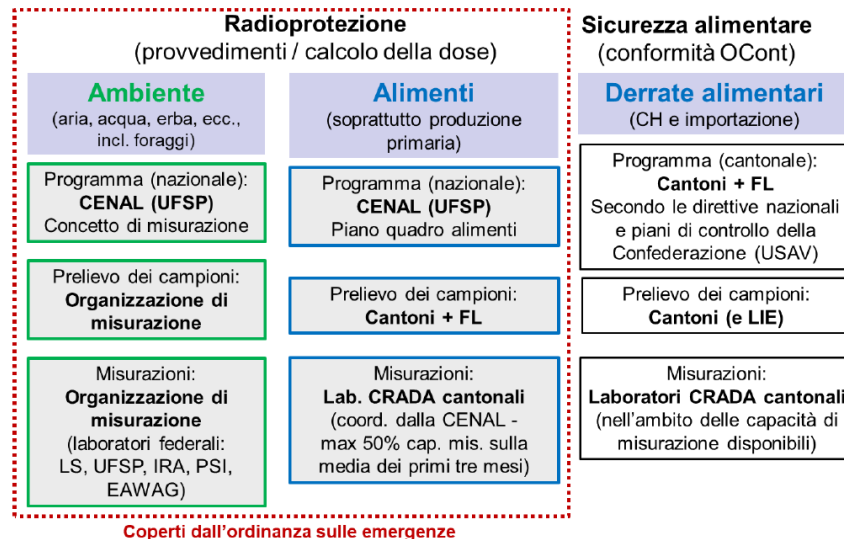 Radioprotezione
(provvedimenti / calcolo della dose)
Sicurezza alimentare
(conformità OCont)
Ambiente
(aria, acqua, erba, ecc.,
incl. foraggi)
Alimenti
(soprattutto produzione
primaria)
Derrate alimentari
(CH e importazione)
Programma (nazionale):
CENAL (UFSP)
Concetto di misurazione
Programma (nazionale):
CENAL (UFSP)
Piano quadro alimenti
Programma (cantonale):
Cantoni + FL
Secondo le direttive nazionali
e piani di controllo della
Confederazione (USAV)
Prelievo dei campioni:
Organizzazione di
misurazione
Prelievo dei campioni:
Cantoni + FL
Prelievo dei campioni:
Cantoni (e LIE)
Misurazioni:
Organizzazione di
misurazione
(laboratori federali:
LS, UFSP, IRA, PSI,
EAWAG)
Misurazioni:
Lab. CRADA cantonali
(coord. dalla CENAL -
max 50% cap. mis. sulla
media dei primi tre mesi)
Misurazioni:
Laboratori CRADA cantonali
(nell'ambito delle capacità di
misurazione disponibili)
Coperti dall'ordinanza sulle emergenze